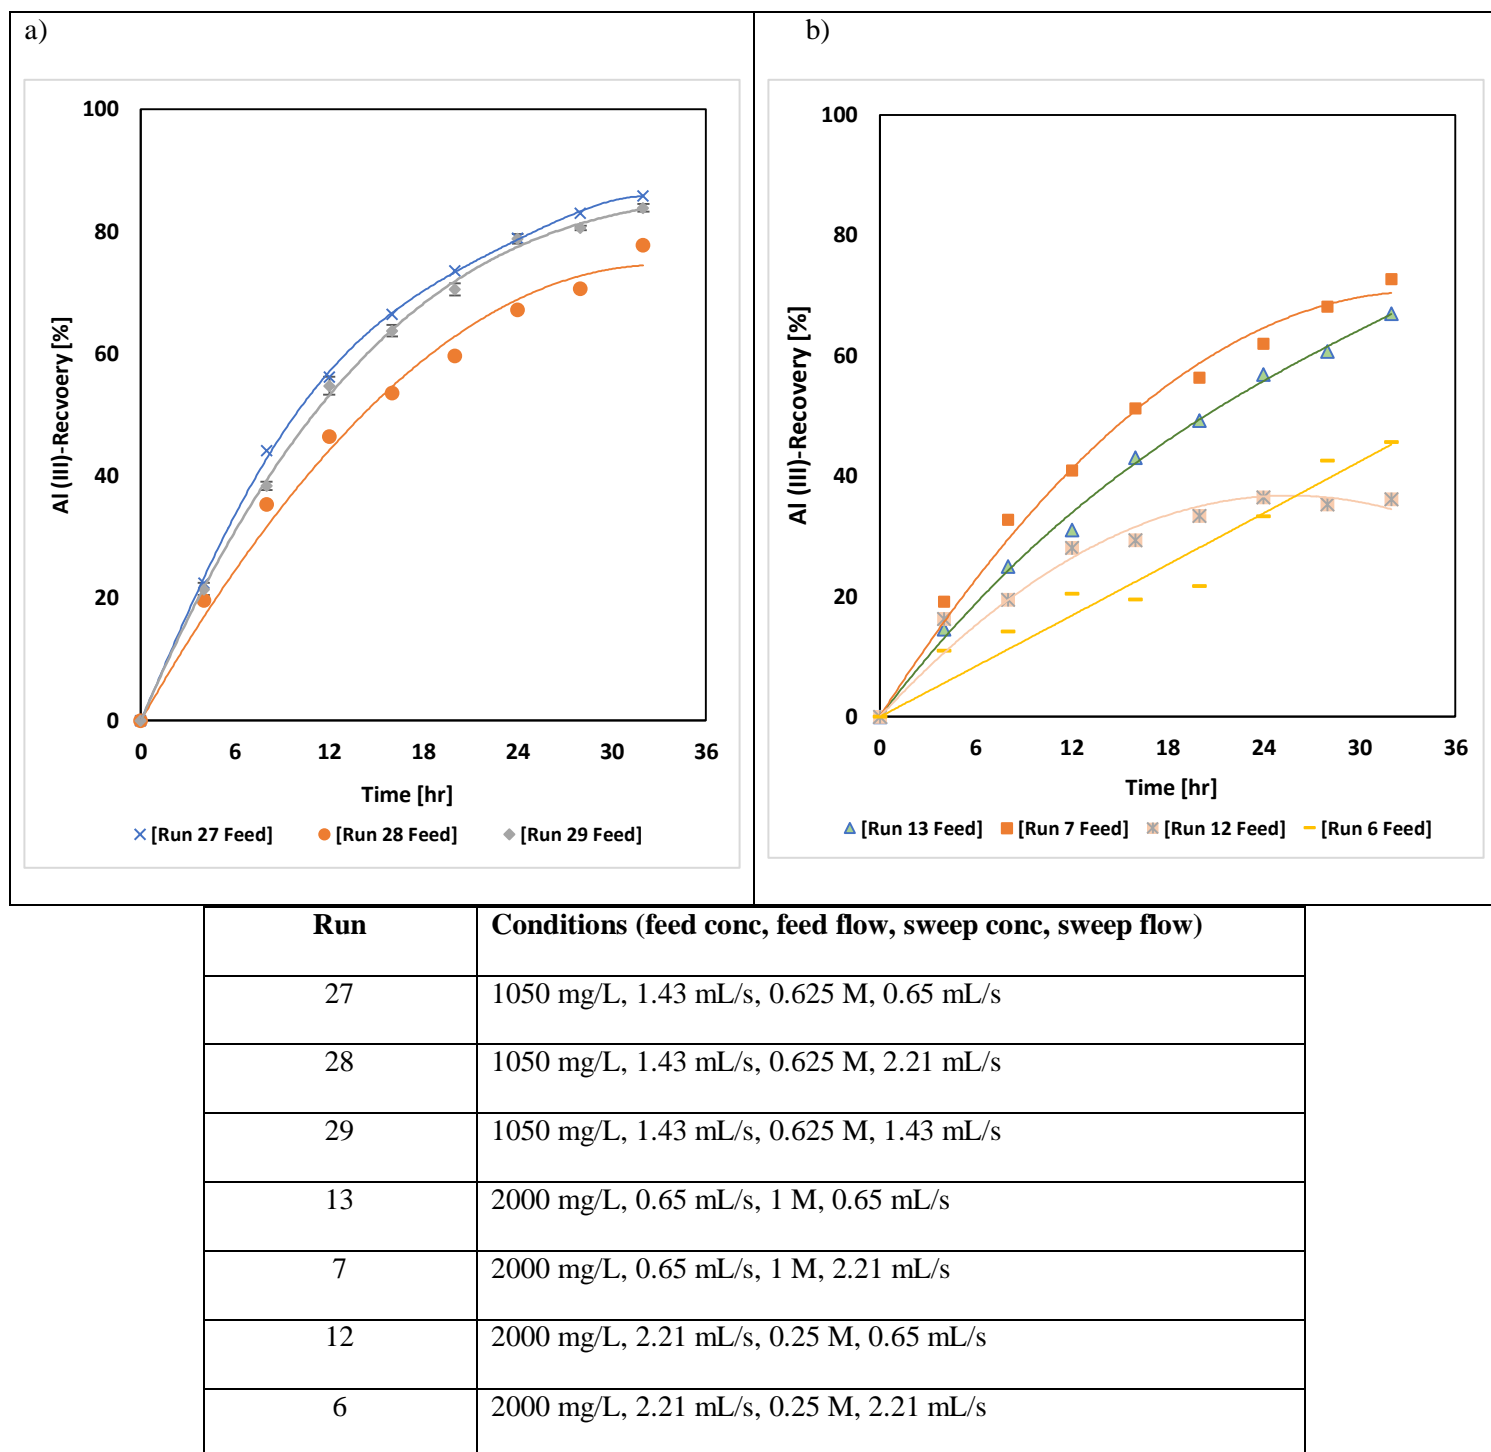 a)
100
80
60
40
20
0
Al (III)-Recvoery [%]
0 6 12 18 24 30 36
Time [hr]
[Run 27 Feed] [Run 28 Feed] [Run 29 Feed]
b)
100
80
60
40
20
0
Al (III)-Recovery [%]
0 6 12 18 24 30 36
Time [hr]
[Run 13 Feed] [Run 7 Feed] [Run 12 Feed] [Run 6 Feed]
Run Conditions (feed conc, feed flow, sweep conc, sweep flow)
27 1050 mg/L, 1.43 mL/s, 0.625 M, 0.65 mL/s
28 1050 mg/L, 1.43 mL/s, 0.625 M, 2.21 mL/s
29 1050 mg/L, 1.43 mL/s, 0.625 M, 1.43 mL/s
13 2000 mg/L, 0.65 mL/s, 1 M, 0.65 mL/s
7 2000 mg/L, 0.65 mL/s, 1 M, 2.21 mL/s
12 2000 mg/L, 2.21 mL/s, 0.25 M, 0.65 mL/s
6 2000 mg/L, 2.21 mL/s, 0.25 M, 2.21 mL/s